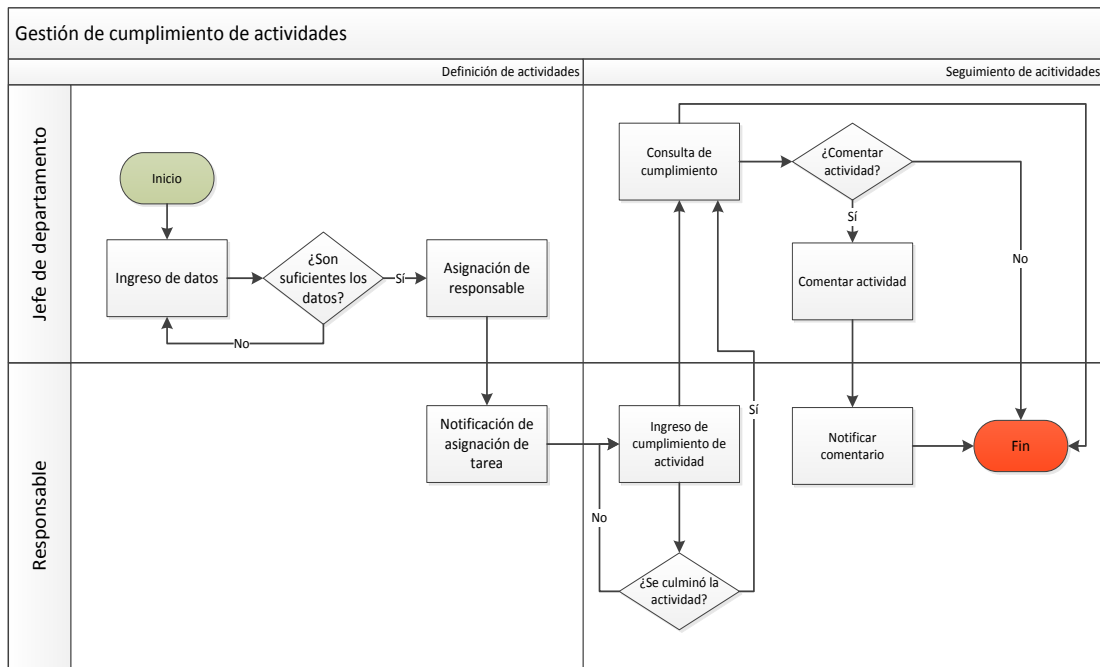 Gestión de cumplimiento de actividades
Definición de actividades
Seguimiento de acitividades
Jefe de departamento
Inicio
Ingreso de datos
¿Son
suficientes los
datos?
Sí
No
Asignación de
responsable
Consulta de
cumplimiento
¿Comentar
actividad?
Sí
No
Comentar actividad
Responsable
Notificación de
asignación de
tarea
Ingreso de
cumplimiento de
actividad
Sí
No
¿Se culminó la
actividad?
Notificar
comentario
Fin